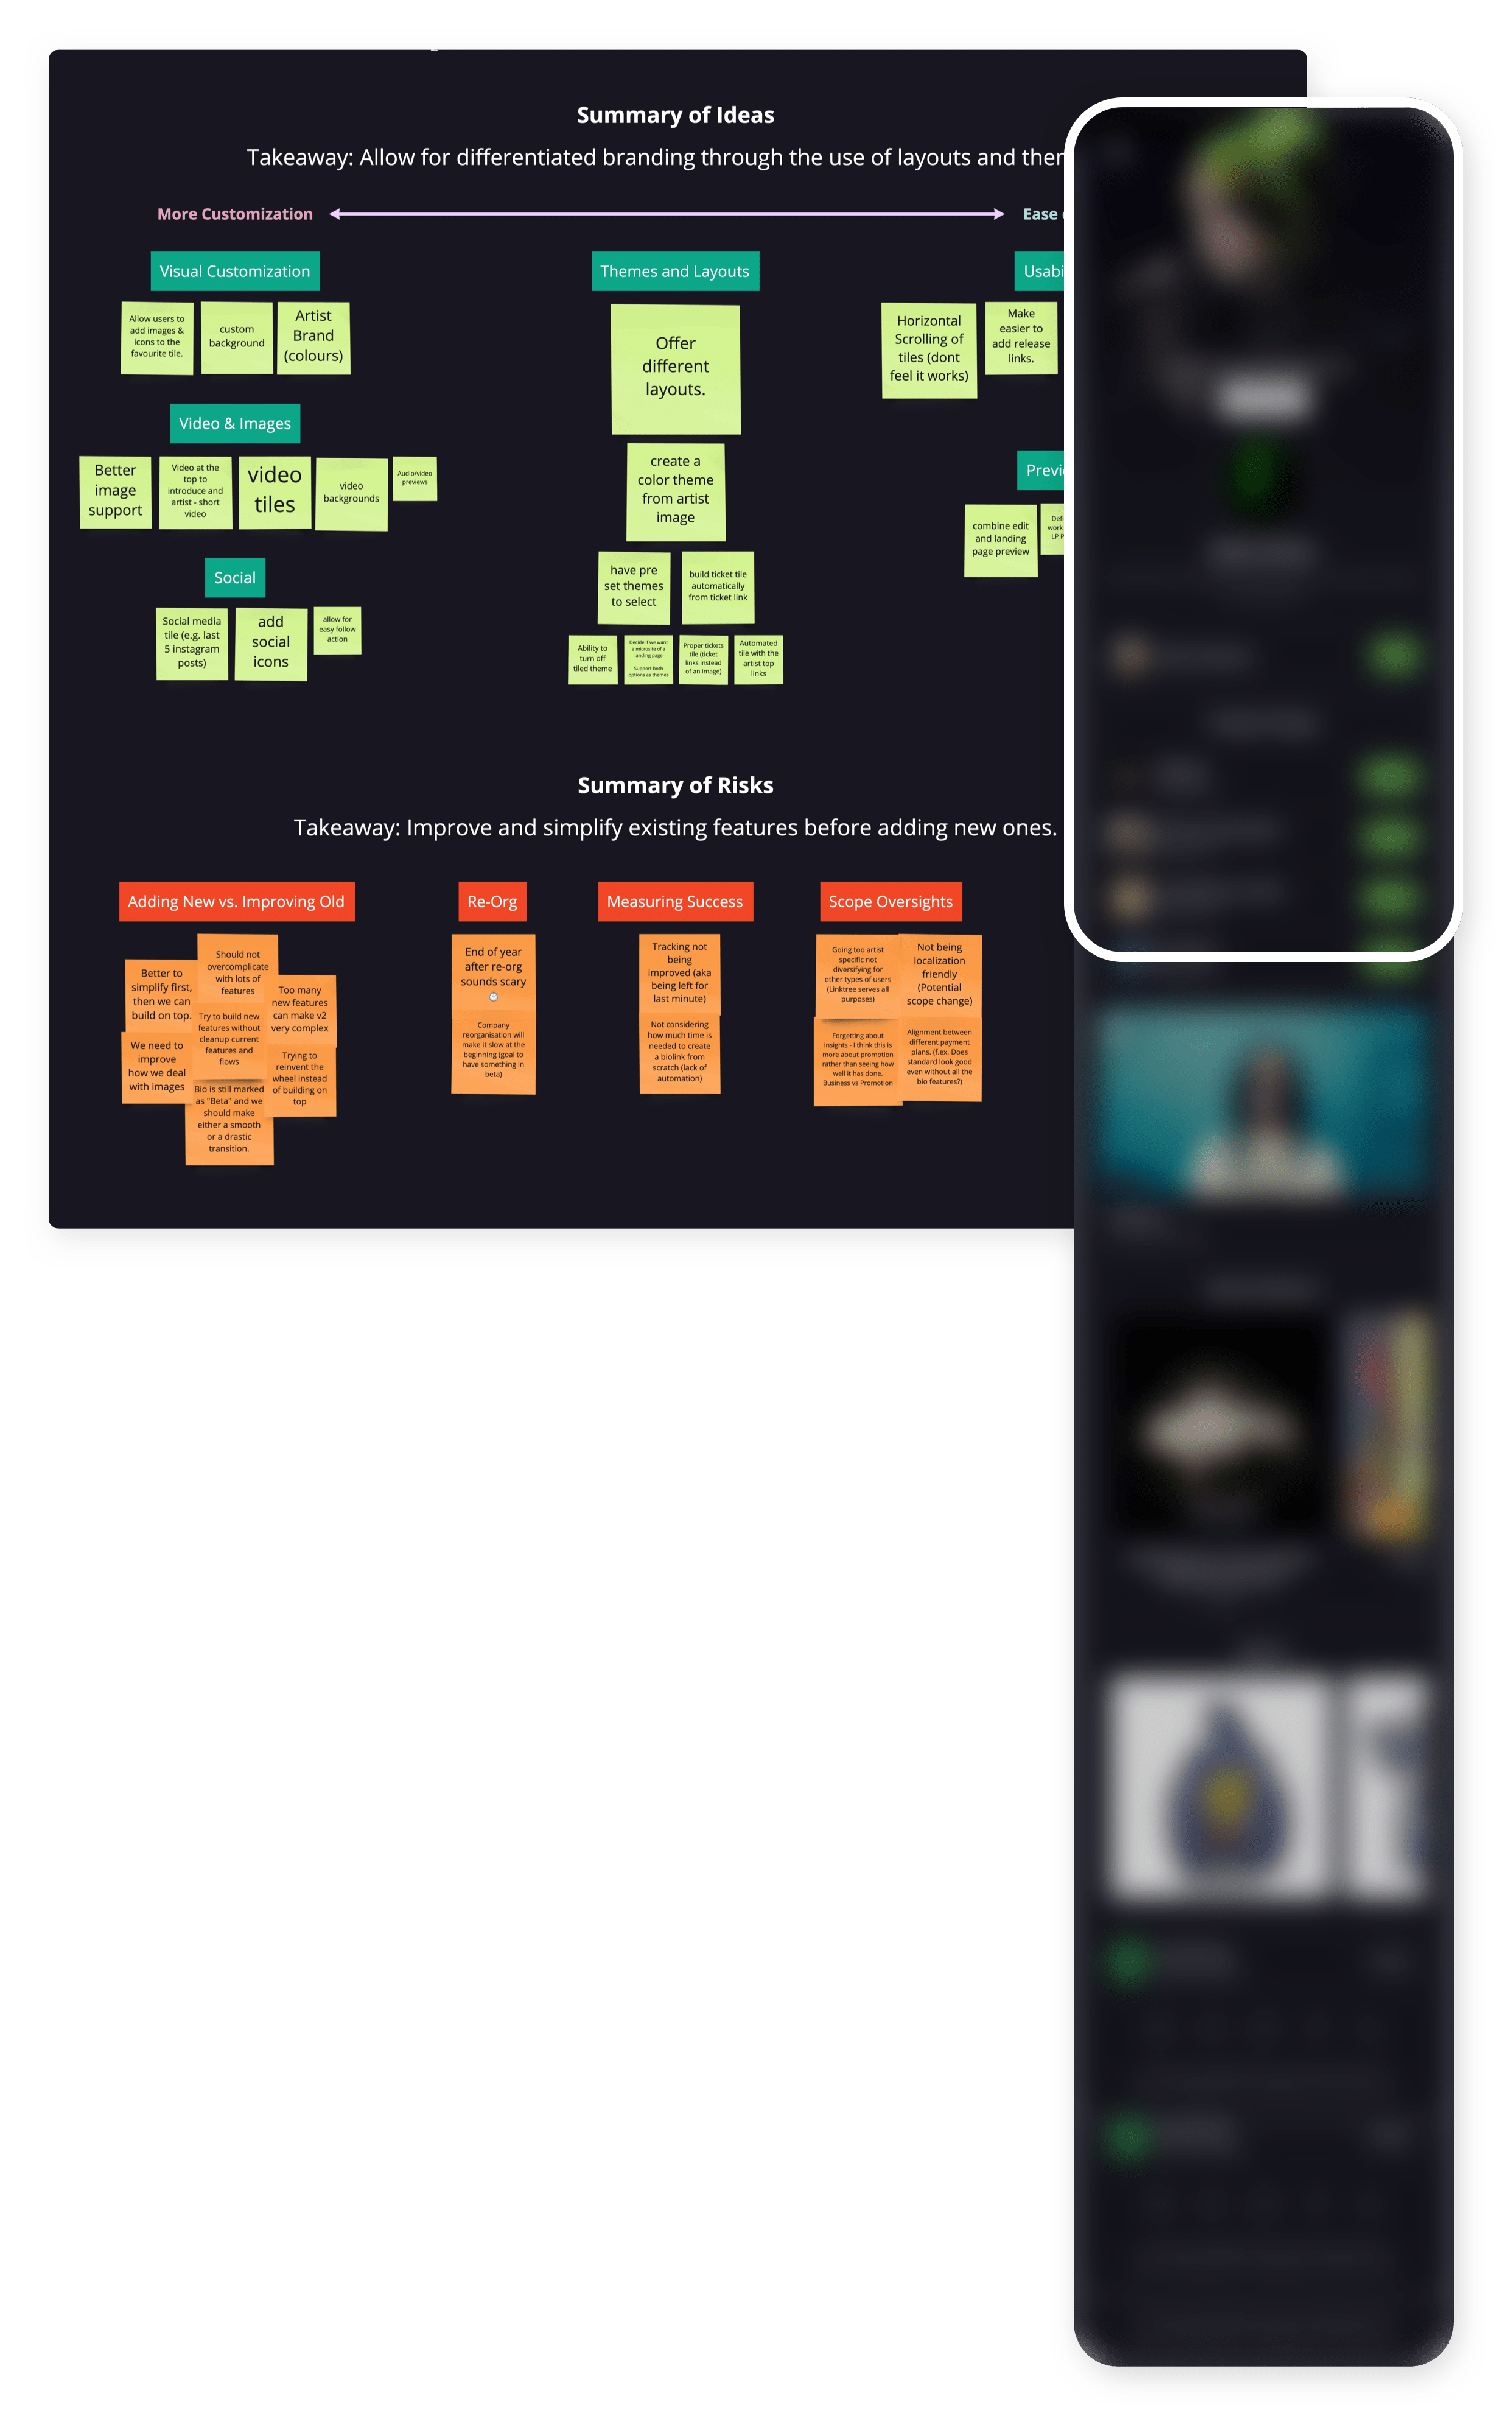 Summary of Ideas
Takeaway: Allow for differentiated branding through the use of layouts and
More Customization
Ease
Visual Customization
Allow users to
add images &
icons to the
favourite tile.
custom
background
Artist
Brand
(colours)
Video & Images
Better
image
support
Video at the
top to
introduce and
artist - short
video
video
tiles
video
backgrounds
Audio/video
previews
Social
Social media
tile (e.g. last
5 instagram
posts)
add
social
icons
allow for
easy follow
action
Themes and Layouts
Offer
different
layouts.
create a
color theme
from artist
image
have pre
set themes
to select
build ticket tile
automatically
from ticket link
Ability to
turn off
tiled theme
Decide if we want
a microsite of a
landing page
Support both
options as themes
Proper tickets
tile (ticket
links instead
of an image)
Automated
tile with the
artist top
links
Horizontal
Scrolling of
tiles (dont
feel it works)
Make
easier to
add release
links.
combine edit
and landing
page preview
work
LP
Summary of Risks
Takeaway: Improve and simplify existing features before adding new ones.
Adding New vs. Improving Old
Should not
overcomplicate
with lots of
features
Better to
simplify first,
then we can
build on top.
Too many
new features
can make v2
very complex
Try to build new
features without
cleanup current
features and
flows
We need to
improve
how we deal
with images
Trying to
reinvent the
wheel instead
of building on
top
Bio is still marked
as "Beta" and we
should make
either a smooth
or a drastic
transition.
Re-Org
End of year
after re-org
sounds scary
Company
reorganisation will
make it slow at the
beginning (goal to
have something in
beta)
Measuring Success
Tracking not
being
improved (aka
being left for
last minute)
Not considering
how much time is
needed to create
a biolink from
scratch (lack of
automation)
Scope Oversights
Going too artist
specific not
diversifying for
other types of users
(Linktree serves all
purposes)
Not being
localization
friendly
(Potential
scope change)
Forgetting about
insights - I think this is
more about promotion
rather than seeing how
well it has done.
Business vs Promotion
Alignment between
different payment
plans. (f.ex. Does
standard look good
even without all the
bio features?)